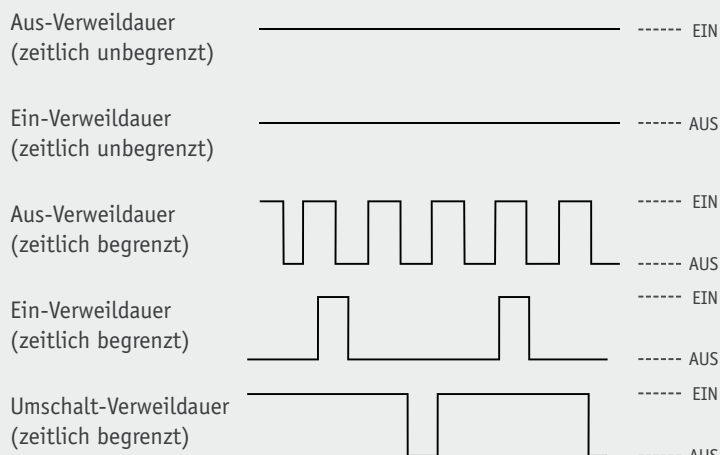 Aus-Verweildauer
(zeitlich unbegrenzt)
EIN
Ein-Verweildauer
(zeitlich unbegrenzt)
AUS
Aus-Verweildauer
(zeitlich begrenzt)
EIN
AUS
Ein-Verweildauer
(zeitlich begrenzt)
EIN
AUS
Umschalt-Verweildauer
(zeitlich begrenzt)
EIN
AUS